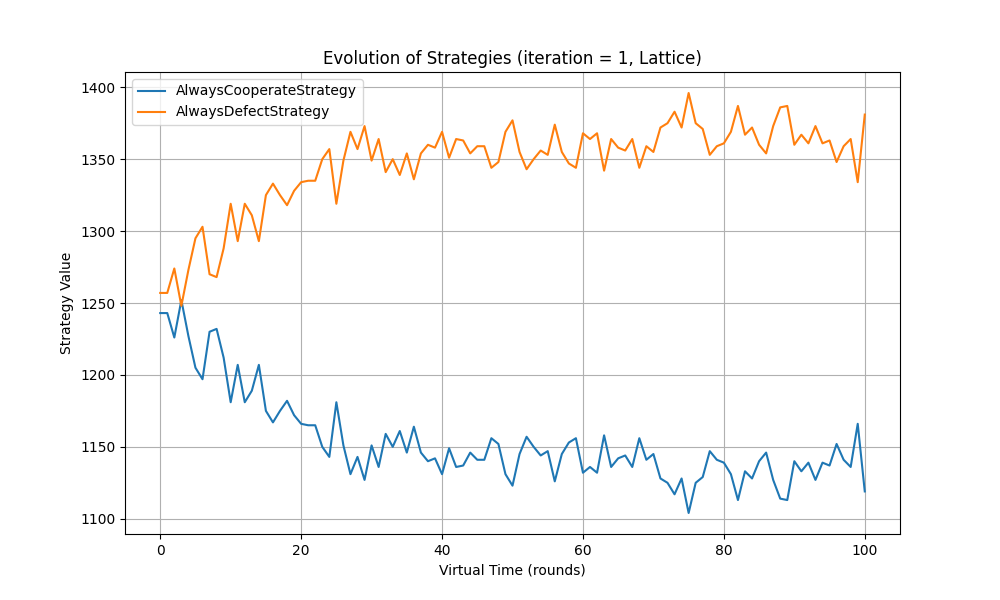 Evolution of Strategies (iteration = 1, Lattice)
AlwaysCooperateStrategy
AlwaysDefectStrategy
Strategy Value
1400
1350
1300
1250
1200
1150
1100
0 20 40 60 80 100
Virtual Time (rounds)